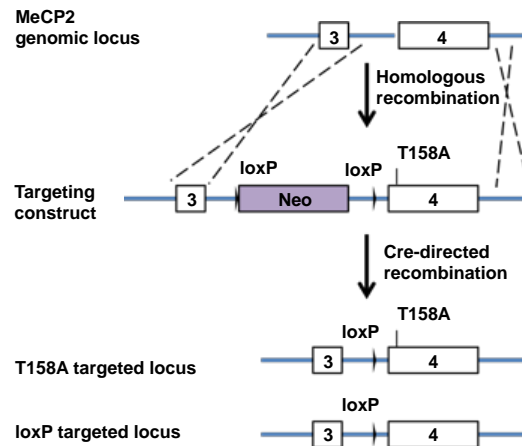 MeCP2
genomic locus
3
4
Homologous
recombination
T158A
loxP
loxP
Targeting
construct
3
Neo
4
Cre-directed
recombination
T158A
loxP
T158A targeted locus
3
4
loxP
loxP targeted locus
3
4